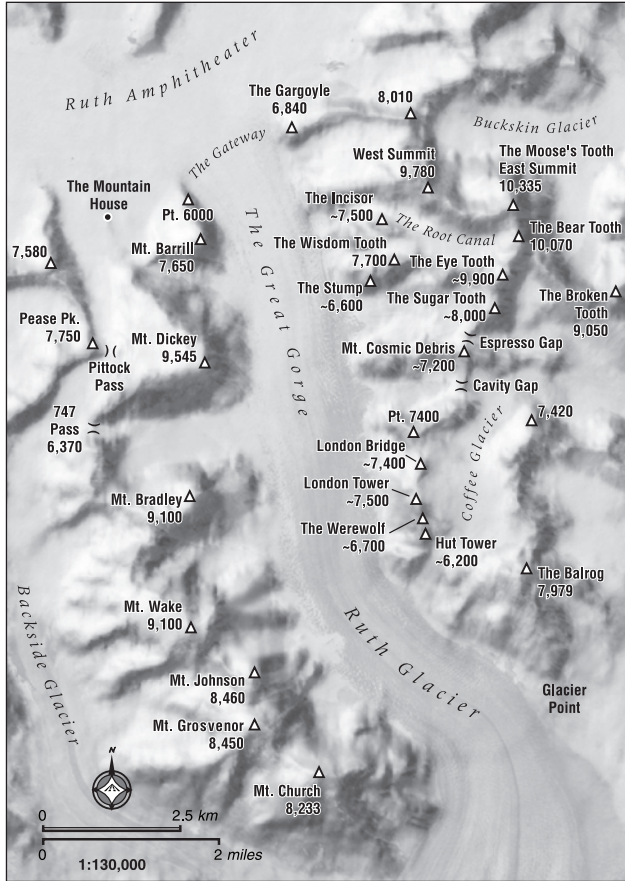 Ruth Amphitheater
The Gargoyle
6,840
8,010
Buckskin Glacier
The Gateway
West Summit
9,780
The Moose's Tooth
East Summit
10,335
The Mountain
House
Pt. 6000
The Incisor
~7,500
The Root Canal
The Bear Tooth
10,070
7,580
Mt. Barrill
7,650
The Great Gorge
The Wisdom Tooth
7,700
The Eye Tooth
~9,900
The Stump
~6,600
The Sugar Tooth
~8,000
The Broken
Tooth
9,050
Pease Pk.
7,750
Pittock
Pass
Mt. Dickey
9,545
Mt. Cosmic Debris
~7,200
Espresso Gap
Cavity Gap
747
Pass
6,370
Pt. 7400
7,420
London Bridge
~7,400
Coffee Glacier
London Tower
~7,500
Mt. Bradley
9,100
The Werewolf
~6,700
Hut Tower
~6,200
The Balrog
7,979
Backside Glacier
Mt. Wake
9,100
Ruth Glacier
Mt. Johnson
8,460
Glacier
Point
Mt. Grosvenor
8,450
Mt. Church
8,233
N
0 2.5 km
0 2 miles
1:130,000